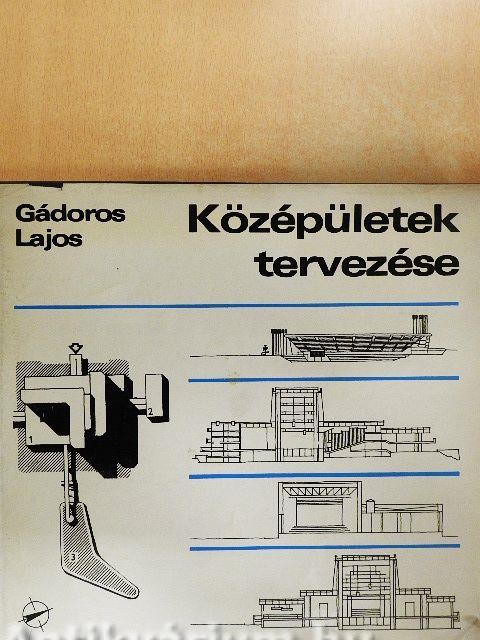 Gádoros
Lajos
Középületek
tervezése
1
2
3